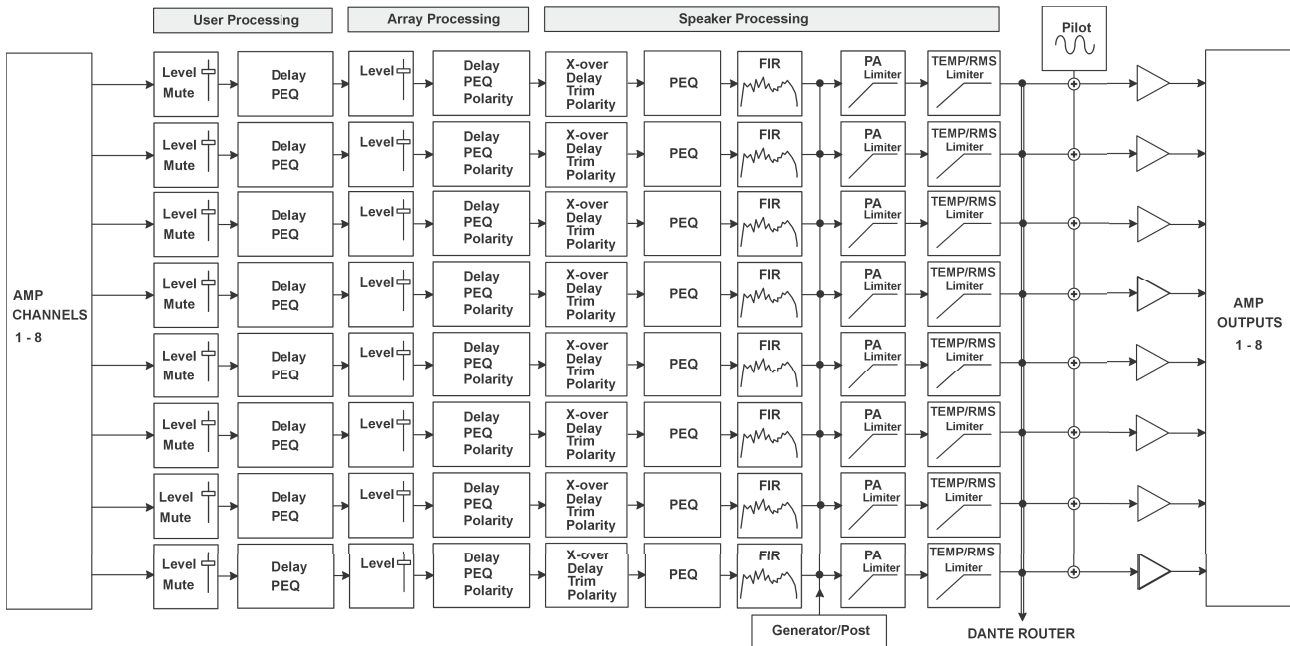 User Processing
Array Processing
Speaker Processing
Pilot
AMP
CHANNELS
1 - 8
Level
Mute
Delay
PEQ
Level
Delay
PEQ
Polarity
X-over
Delay
Trim
Polarity
PEQ
FIR
PA
Limiter
TEMP/RMS
Limiter
Level
Mute
Delay
PEQ
Level
Delay
PEQ
Polarity
X-over
Delay
Trim
Polarity
PEQ
FIR
PA
Limiter
TEMP/RMS
Limiter
Level
Mute
Delay
PEQ
Level
Delay
PEQ
Polarity
X-over
Delay
Trim
Polarity
PEQ
FIR
PA
Limiter
TEMP/RMS
Limiter
Level
Mute
Delay
PEQ
Level
Delay
PEQ
Polarity
X-over
Delay
Trim
Polarity
PEQ
FIR
PA
Limiter
TEMP/RMS
Limiter
Level
Mute
Delay
PEQ
Level
Delay
PEQ
Polarity
X-over
Delay
Trim
Polarity
PEQ
FIR
PA
Limiter
TEMP/RMS
Limiter
Level
Mute
Delay
PEQ
Level
Delay
PEQ
Polarity
X-over
Delay
Trim
Polarity
PEQ
FIR
PA
Limiter
TEMP/RMS
Limiter
Level
Mute
Delay
PEQ
Level
Delay
PEQ
Polarity
X-over
Delay
Trim
Polarity
PEQ
FIR
PA
Limiter
TEMP/RMS
Limiter
Level
Mute
Delay
PEQ
Level
Delay
PEQ
Polarity
X-over
Delay
Trim
Polarity
PEQ
FIR
PA
Limiter
TEMP/RMS
Limiter
AMP
OUTPUTS
1 - 8
Generator/Post
DANTE ROUTER